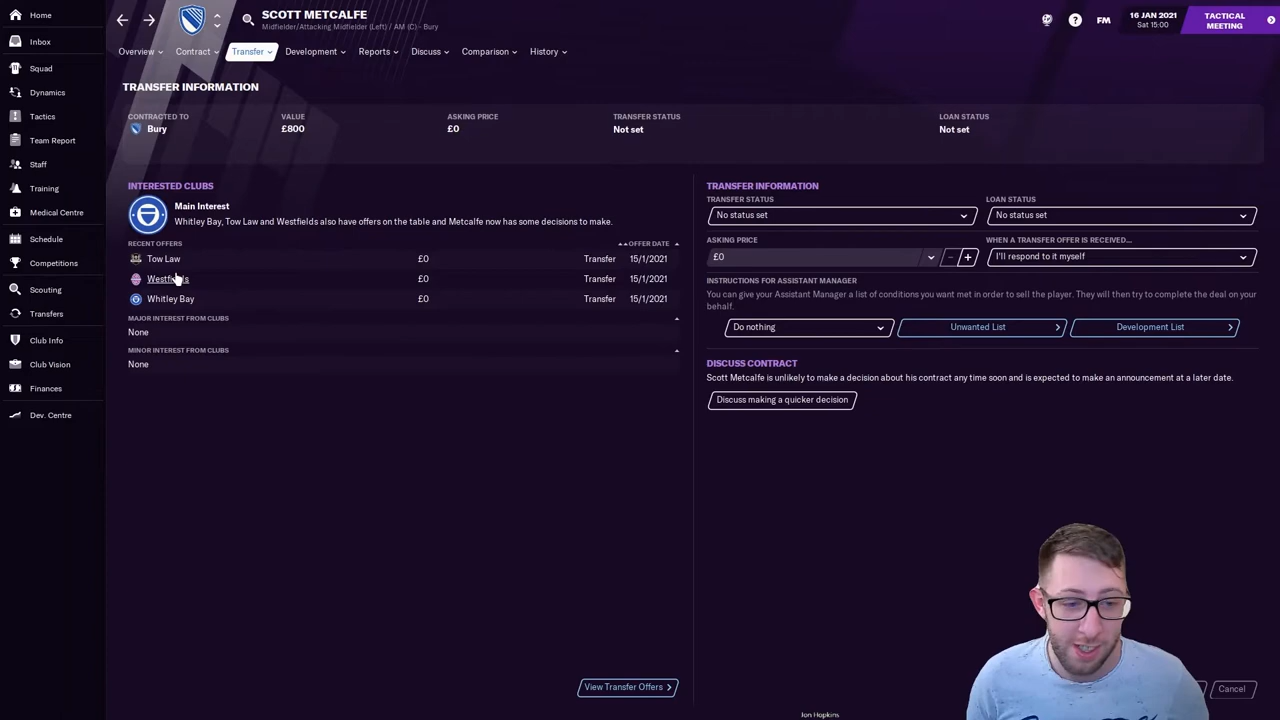 Home
SCOTT METCALFE
Midfielder/Attacking Midfielder (Left) / AM (C) - Bury
FM
16 JAN 2021
Sat 15:00
TACTICAL
MEETING
Inbox
Overview
Contract
Transfer
Development
Reports
Discuss
Comparison
History
Squad
Dynamics
Tactics
Team Report
Staff
Training
Medical Centre
Schedule
Competitions
Scouting
Transfers
Club Info
Club Vision
Finances
Dev. Centre
TRANSFER INFORMATION
CONTRACTED TO
VALUE
ASKING PRICE
TRANSFER STATUS
LOAN STATUS
Bury
£800
£0
Not set
Not set
INTERESTED CLUBS
Main Interest
Whitley Bay, Tow Law and Westfields also have offers on the table and Metcalfe now has some decisions to make.
RECENT OFFERS
OFFER DATE
Tow Law £0 Transfer 15/1/2021
Westfields £0 Transfer 15/1/2021
Whitley Bay £0 Transfer 15/1/2021
MAJOR INTEREST FROM CLUBS
None
MINOR INTEREST FROM CLUBS
None
View Transfer Offers
TRANSFER INFORMATION
TRANSFER STATUS
LOAN STATUS
No status set
No status set
ASKING PRICE
WHEN A TRANSFER OFFER IS RECEIVED...
£0
I'll respond to it myself
INSTRUCTIONS FOR ASSISTANT MANAGER
You can give your Assistant Manager a list of conditions you want met in order to sell the player. They will then try to complete the deal on your
behalf.
Do nothing
Unwanted List
Development List
DISCUSS CONTRACT
Scott Metcalfe is unlikely to make a decision about his contract any time soon and is expected to make an announcement at a later date.
Discuss making a quicker decision
Cancel
Jon Hopkins